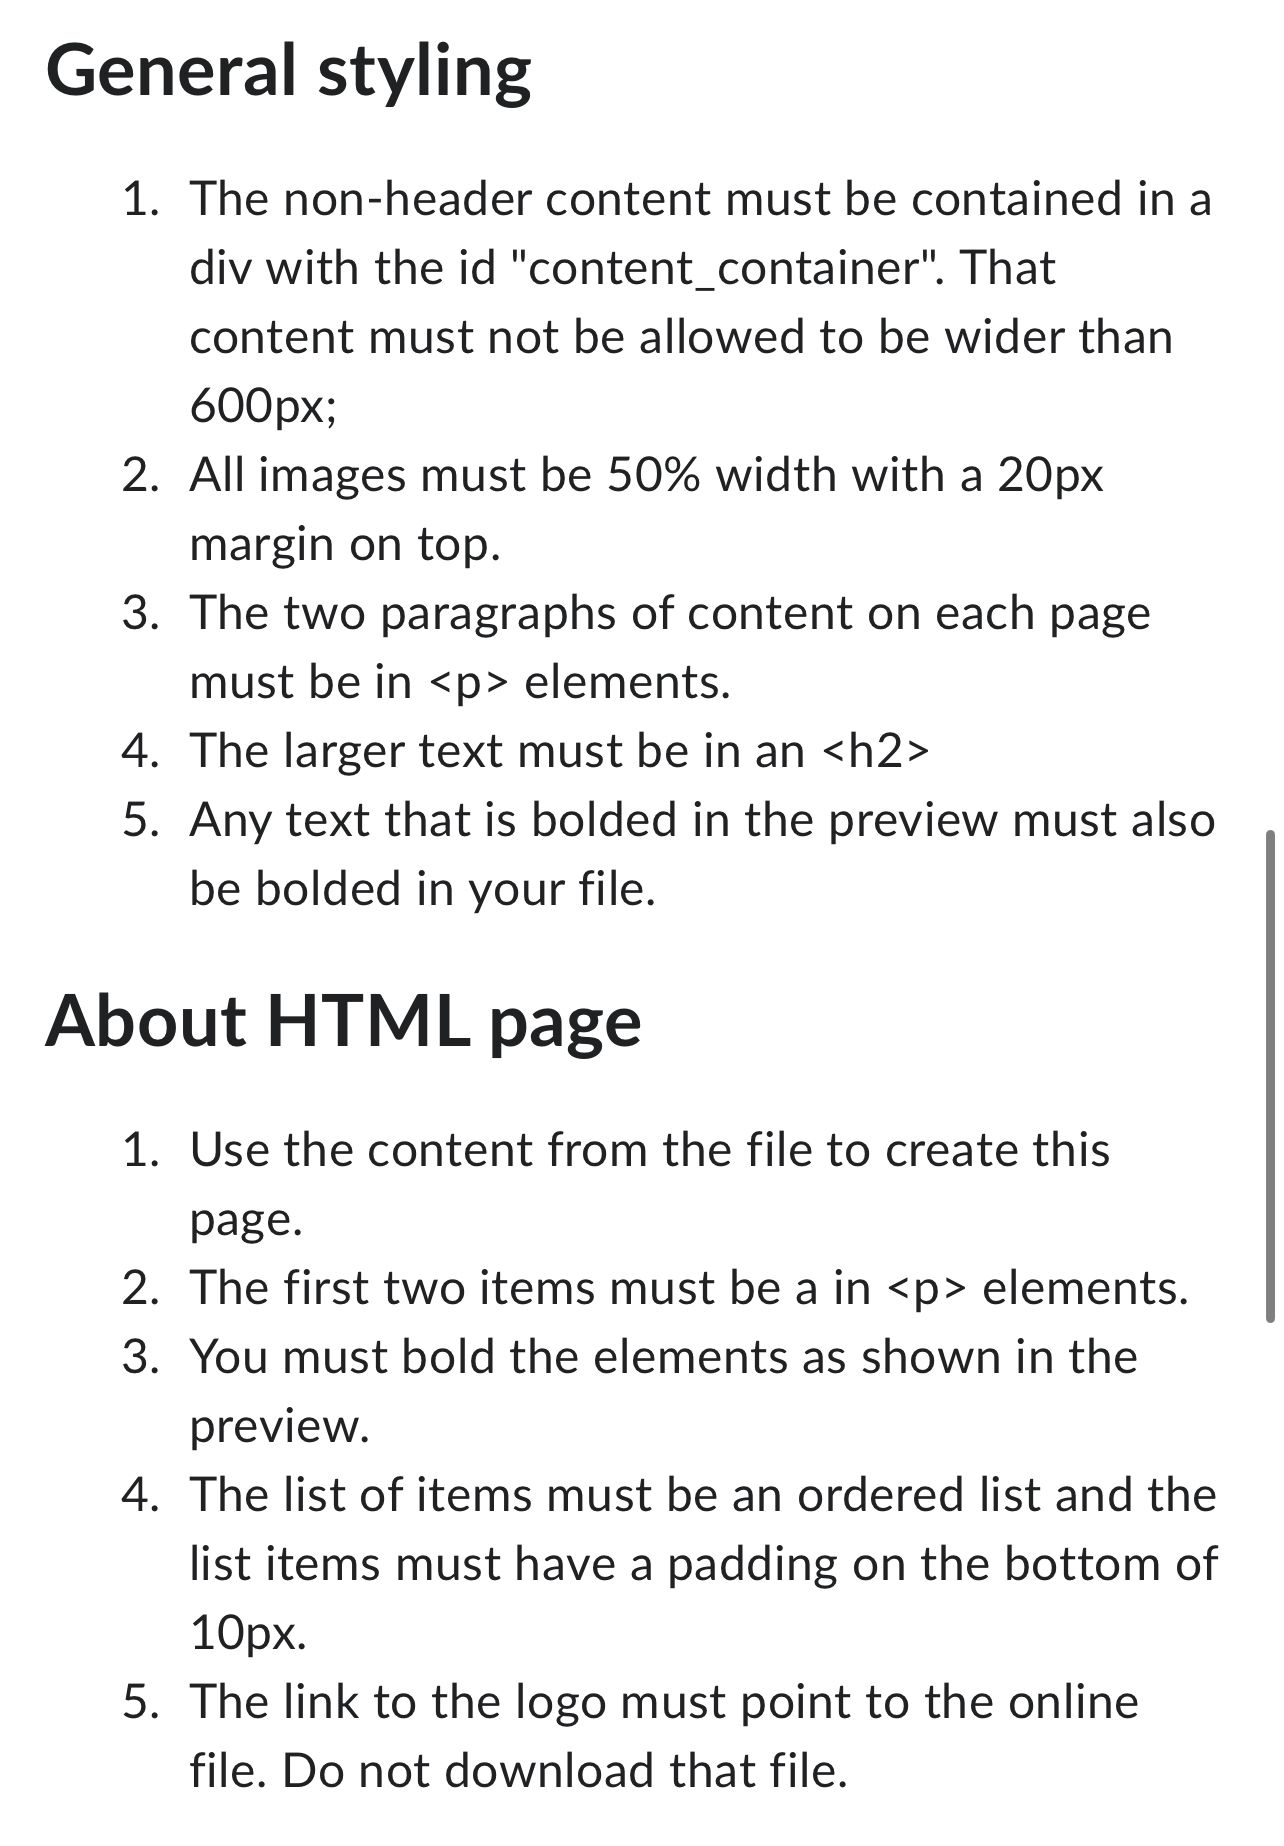 General styling
1. The non-header content must be contained in a
div with the id "content_container". That
content must not be allowed to be wider than
600px;
2. All images must be 50% width with a 20px
margin on top.
3. The two paragraphs of content on each page
must be in <p> elements.
4. The larger text must be in an <h2>
5. Any text that is bolded in the preview must also
be bolded in your file.
About HTML page
1. Use the content from the file to create this
page.
2. The first two items must be a in <p> elements.
3. You must bold the elements as shown in the
preview.
4. The list of items must be an ordered list and the
list items must have a padding on the bottom of
10px.
5. The link to the logo must point to the online
file. Do not download that file.